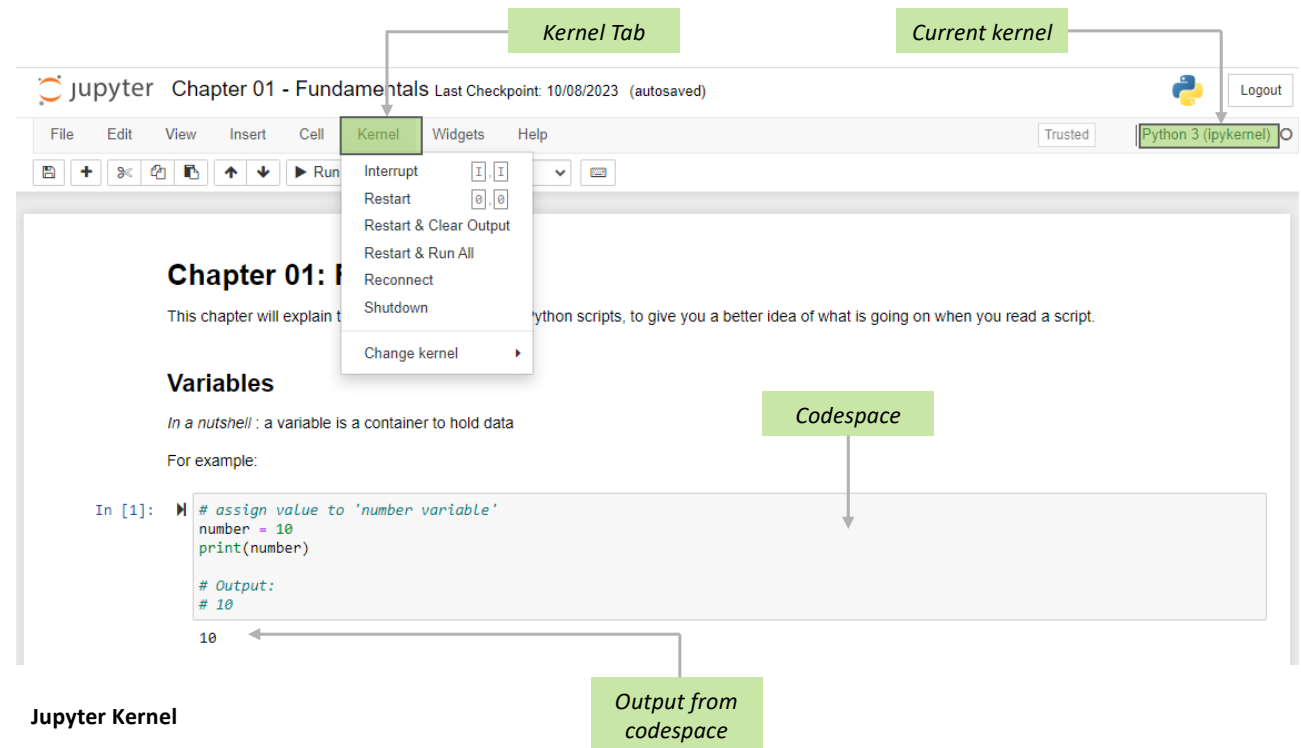 Kernel Tab
Current kernel
jupyter Chapter 01 - Fundamentals Last Checkpoint: 10/08/2023 (autosaved)
Logout
File Edit View Insert Cell Kernel Widgets Help
Trusted
Python 3 (ipykernel)
Run
Interrupt I,I
Restart 0,0
Restart & Clear Output
Restart & Run All
Reconnect
Shutdown
Change kernel
Chapter 01: F
This chapter will explain t
ython scripts, to give you a better idea of what is going on when you read a script.
Variables
In a nutshell : a variable is a container to hold data
For example:
Codespace
In [1]:
# assign value to 'number variable'
number = 10
print(number)
# Output:
# 10
10
Output from
codespace
Jupyter Kernel